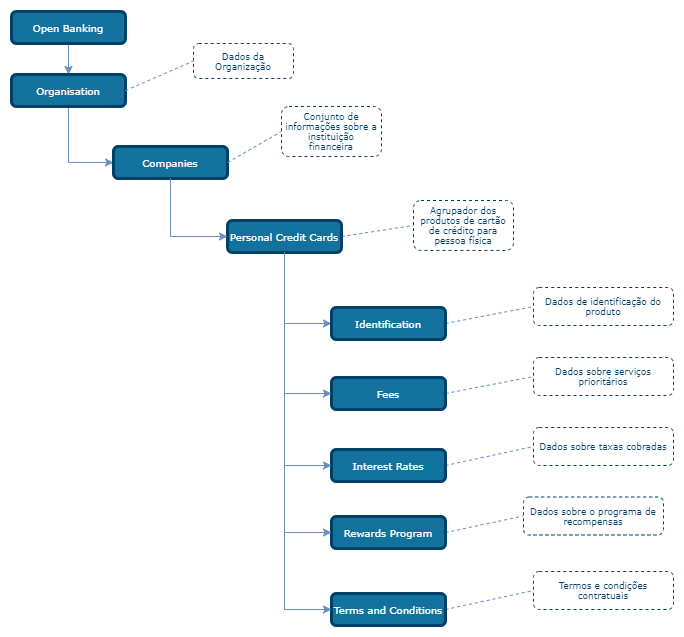 Open Banking
Dados da
Organização
Organisation
Conjunto de
informações sobre a
instituição
financeira
Companies
Agrupador dos
produtos de cartão
de crédito para
pessoa física
Personal Credit Cards
Dados de identificação do
produto
Identification
Dados sobre serviços
prioritários
Fees
Dados sobre taxas cobradas
Interest Rates
Dados sobre o programa de
recompensas
Rewards Program
Termos e condições
contratuais
Terms and Conditions